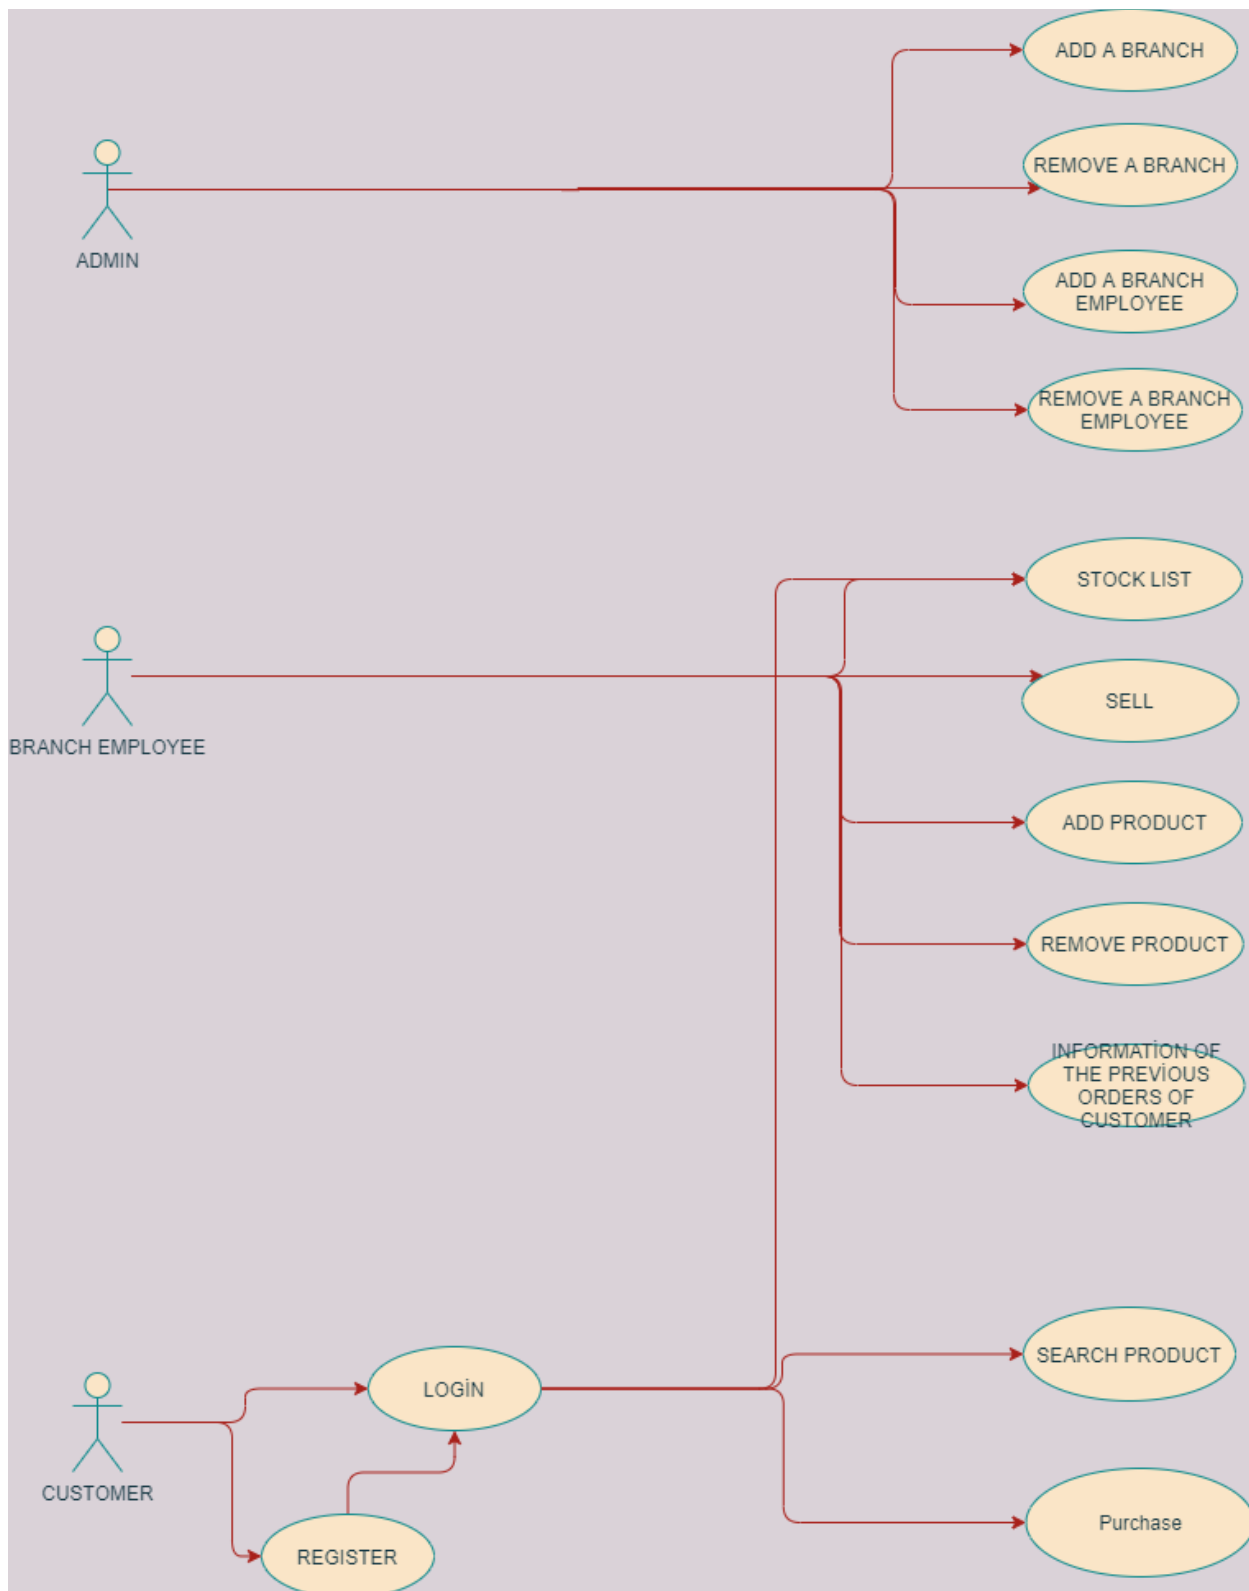 ADD A BRANCH
REMOVE A BRANCH
ADMIN
ADD A BRANCH
EMPLOYEE
REMOVE A BRANCH
EMPLOYEE
STOCK LIST
SELL
BRANCH EMPLOYEE
ADD PRODUCT
REMOVE PRODUCT
INFORMATİON OF
THE PREVİOUS
ORDERS OF
CUSTOMER
SEARCH PRODUCT
LOGİN
CUSTOMER
Purchase
REGISTER